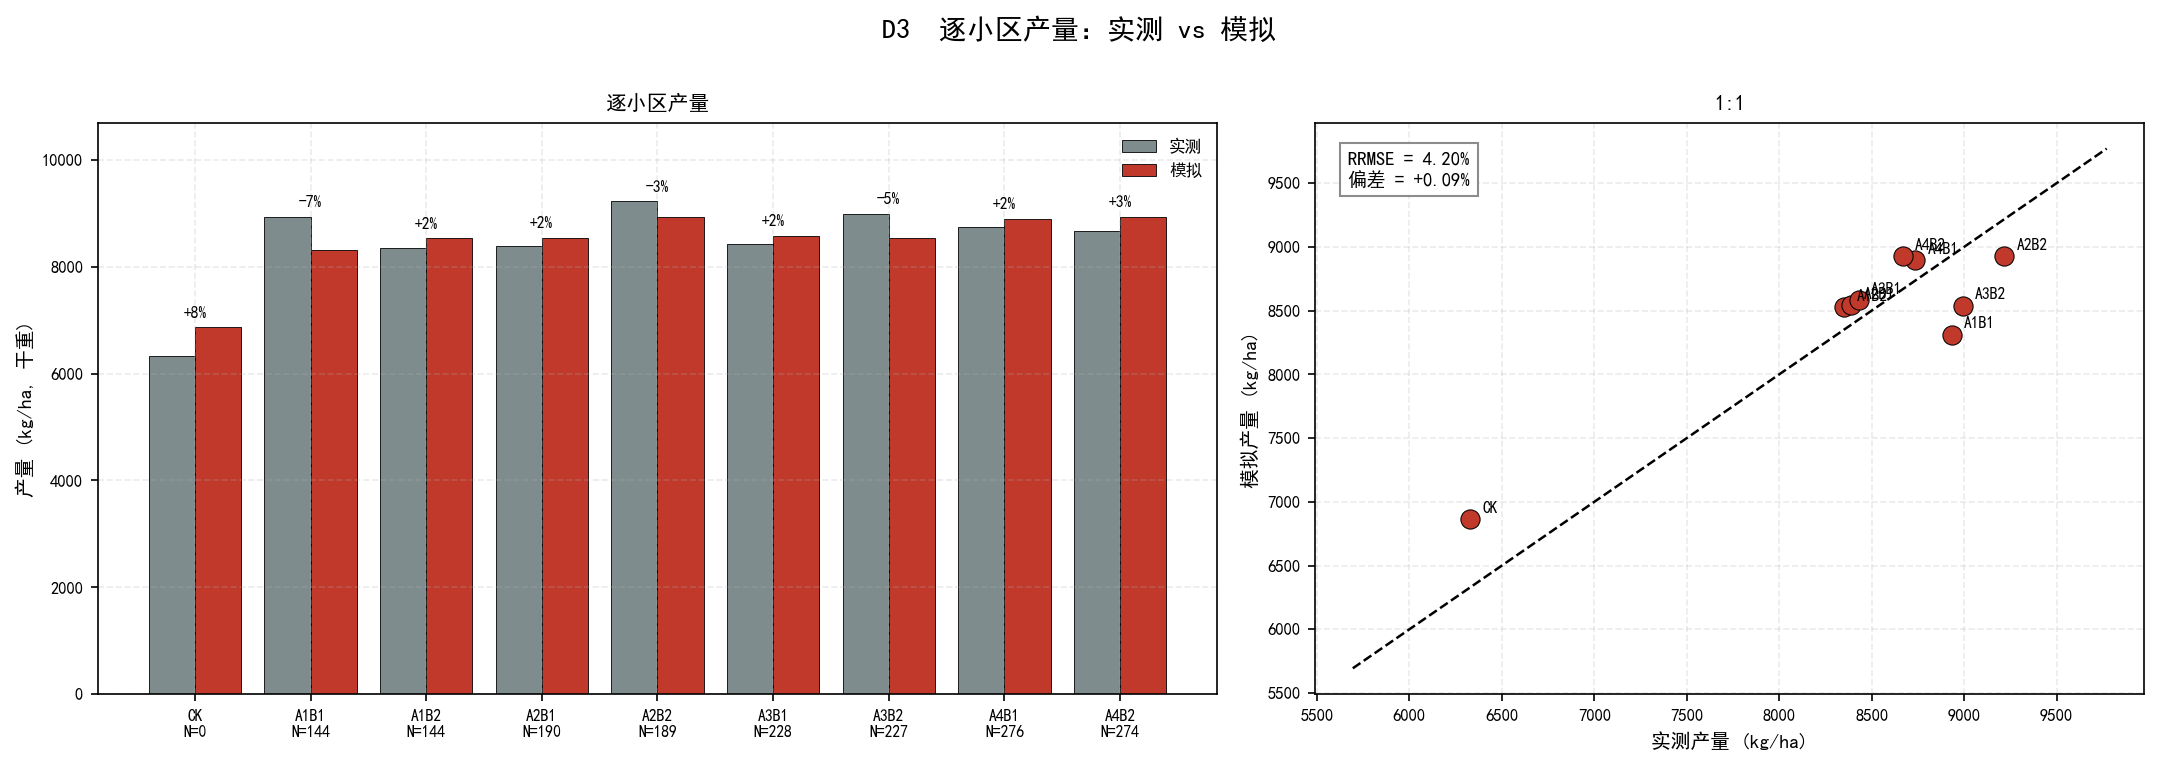 D3 逐小区产量：实测 vs 模拟
逐小区产量
产量 (kg/ha, 干重)
10000
8000
6000
4000
2000
0
实测
模拟
+8%
−7%
+2%
+2%
−3%
+2%
−5%
+2%
+3%
CK
N=0
A1B1
N=144
A1B2
N=144
A2B1
N=190
A2B2
N=189
A3B1
N=228
A3B2
N=227
A4B1
N=276
A4B2
N=274
1:1
RRMSE = 4.20%
偏差 = +0.09%
模拟产量 (kg/ha)
9500
9000
8500
8000
7500
7000
6500
6000
5500
A4B2
A4B1
A2B2
A3B1
A3B2
A1B1
CK
5500
6000
6500
7000
7500
8000
8500
9000
9500
实测产量 (kg/ha)